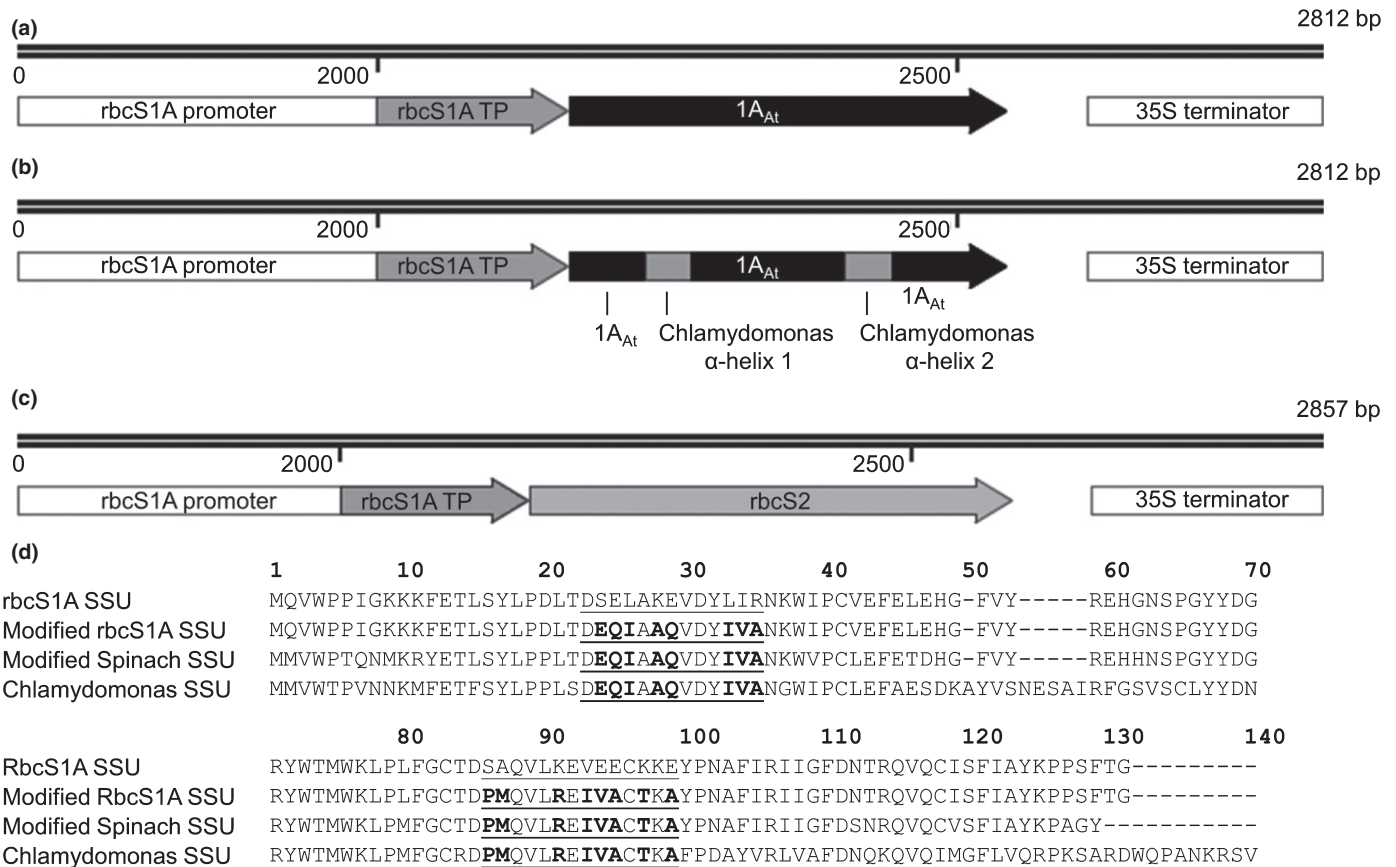 (a)
2812 bp
0 2000 2500
rbcS1A promoter rbcS1A TP 1AAt 35S terminator
(b)
2812 bp
0 2000 2500
rbcS1A promoter rbcS1A TP 1AAt 35S terminator
1AAt
1AAt Chlamydomonas Chlamydomonas
α-helix 1 α-helix 2
(c)
2857 bp
0 2000 2500
rbcS1A promoter rbcS1A TP rbcS2 35S terminator
(d)
1 10 20 30 40 50 60 70
rbcS1A SSU MQVWPPIGKKKFETLSYLPDLTDSELAKEVDYLIRNKWIPCVEFELEHG-FVY-----REHGNSPGYYDG
Modified rbcS1A SSU MQVWPPIGKKKFETLSYLPDLTDEQIAAQVDYIVANKWIPCVEFELEHG-FVY-----REHGNSPGYYDG
Modified Spinach SSU MMVWPTQNMKRYETLSYLPPLTDEQIAAQVDYIVANKWVPCLEFETDHG-FVY-----REHHNSPGYYDG
Chlamydomonas SSU MMVWTPVNNKMFETFSYLPPLSDEQIAAQVDYIVANGWIPCLEFAESDKAYVSNESAIRFGSVSCLYYDN
80 90 100 110 120 130 140
RbcS1A SSU RYWTMWKLPLFGCTDSAQVLKEVEECKKEYPNAFIRIIGFDNTRQVQCISFIAYKPPSFTG---------
Modified RbcS1A SSU RYWTMWKLPLFGCTDPMQVLREIVACTKAYPNAFIRIIGFDNTRQVQCISFIAYKPPSFTG---------
Modified Spinach SSU RYWTMWKLPMFGCTDPMQVLREIVACTKAYPNAFIRIIGFDSNRQVQCVSFIAYKPAGY-----------
Chlamydomonas SSU RYWTMWKLPMFGCRDPMQVLREIVACTKAFPDAYVRLVAFDNQKQVQIMGFLVQRPKSARDWQPANKRSV